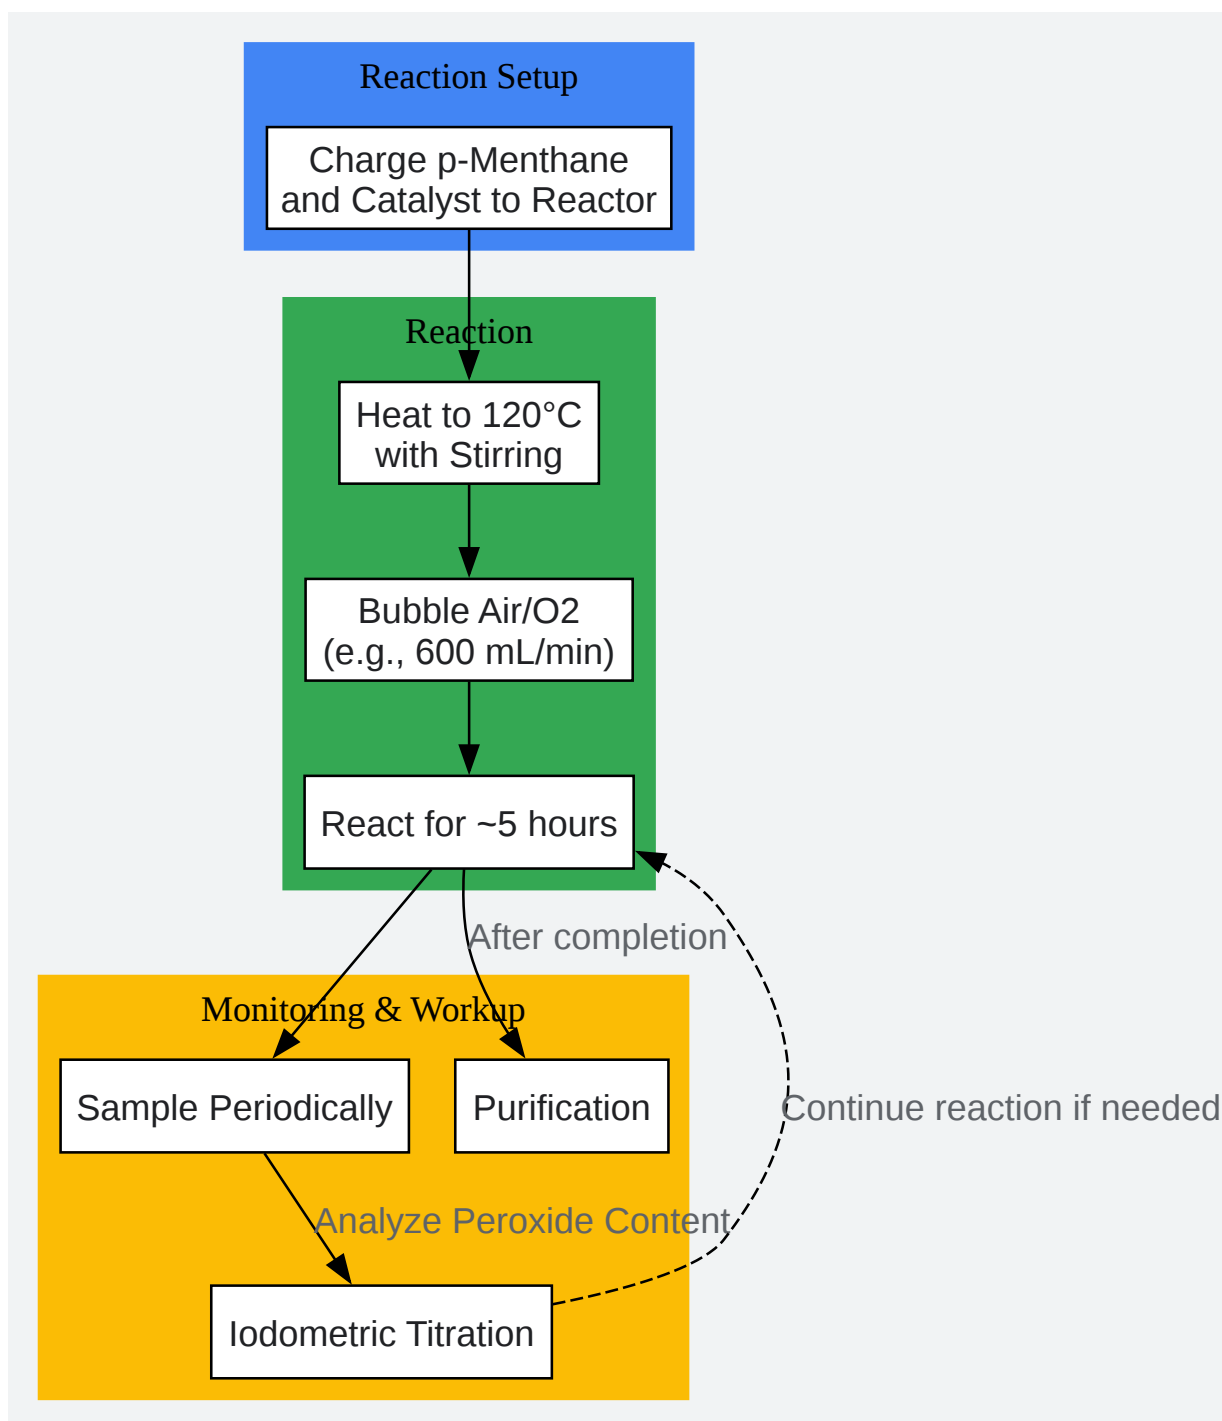 Reaction Setup
Charge p-Menthane
and Catalyst to Reactor
Reaction
Heat to 120°C
with Stirring
Bubble Air/O2
(e.g., 600 mL/min)
React for ~5 hours
After completion
Monitoring & Workup
Sample Periodically
Purification
Continue reaction if needed
Analyze Peroxide Content
Iodometric Titration